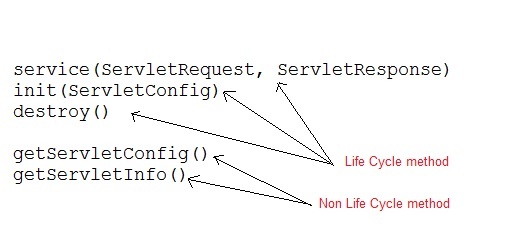 service(ServletRequest, ServletResponse)
init(ServletConfig)
destroy()
Life Cycle method
getServletConfig()
getServletInfo()
Non Life Cycle method